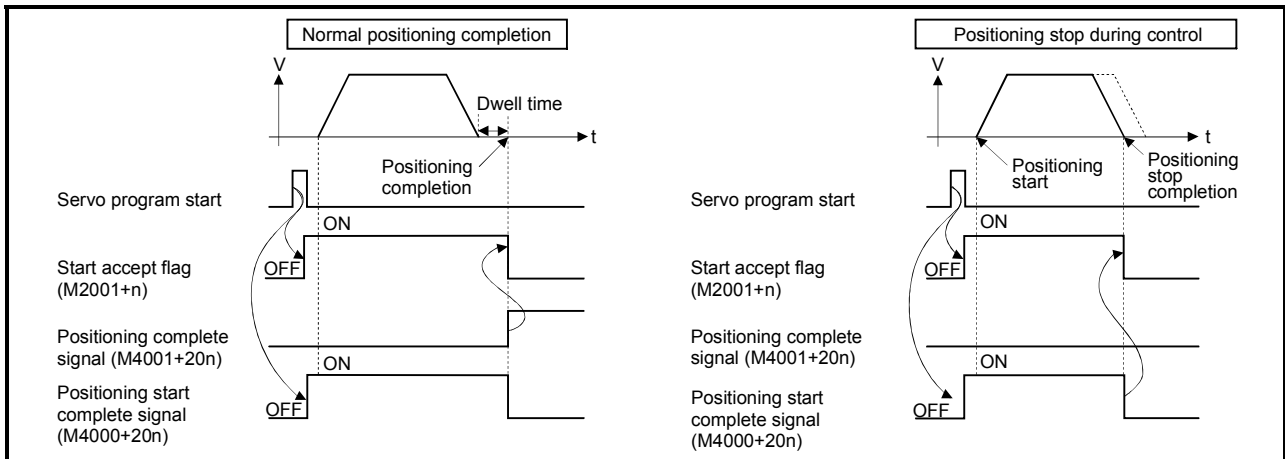 Normal positioning completion
V
Dwell time
t
Positioning
completion
Servo program start
ON
OFF
Start accept flag
(M2001+n)
Positioning complete
signal (M4001+20n)
ON
OFF
Positioning start
complete signal
(M4000+20n)
Positioning stop during control
V
t
Positioning
start
Positioning
stop
completion
Servo program start
ON
OFF
Start accept flag
(M2001+n)
Positioning complete
signal (M4001+20n)
ON
OFF
Positioning start
complete signal
(M4000+20n)